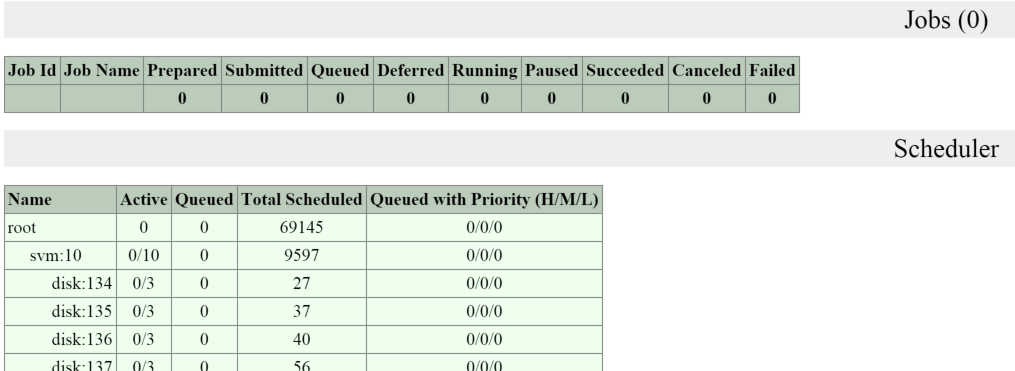 Jobs (0)
Job Id Job Name Prepared Submitted Queued Deferred Running Paused Succeeded Canceled Failed
0 0 0 0 0 0 0 0 0
Scheduler
Name Active Queued Total Scheduled Queued with Priority (H/M/L)
root 0 0 69145 0/0/0
svm:10 0/10 0 9597 0/0/0
disk:134 0/3 0 27 0/0/0
disk:135 0/3 0 37 0/0/0
disk:136 0/3 0 40 0/0/0
disk:137 0/3 0 56 0/0/0